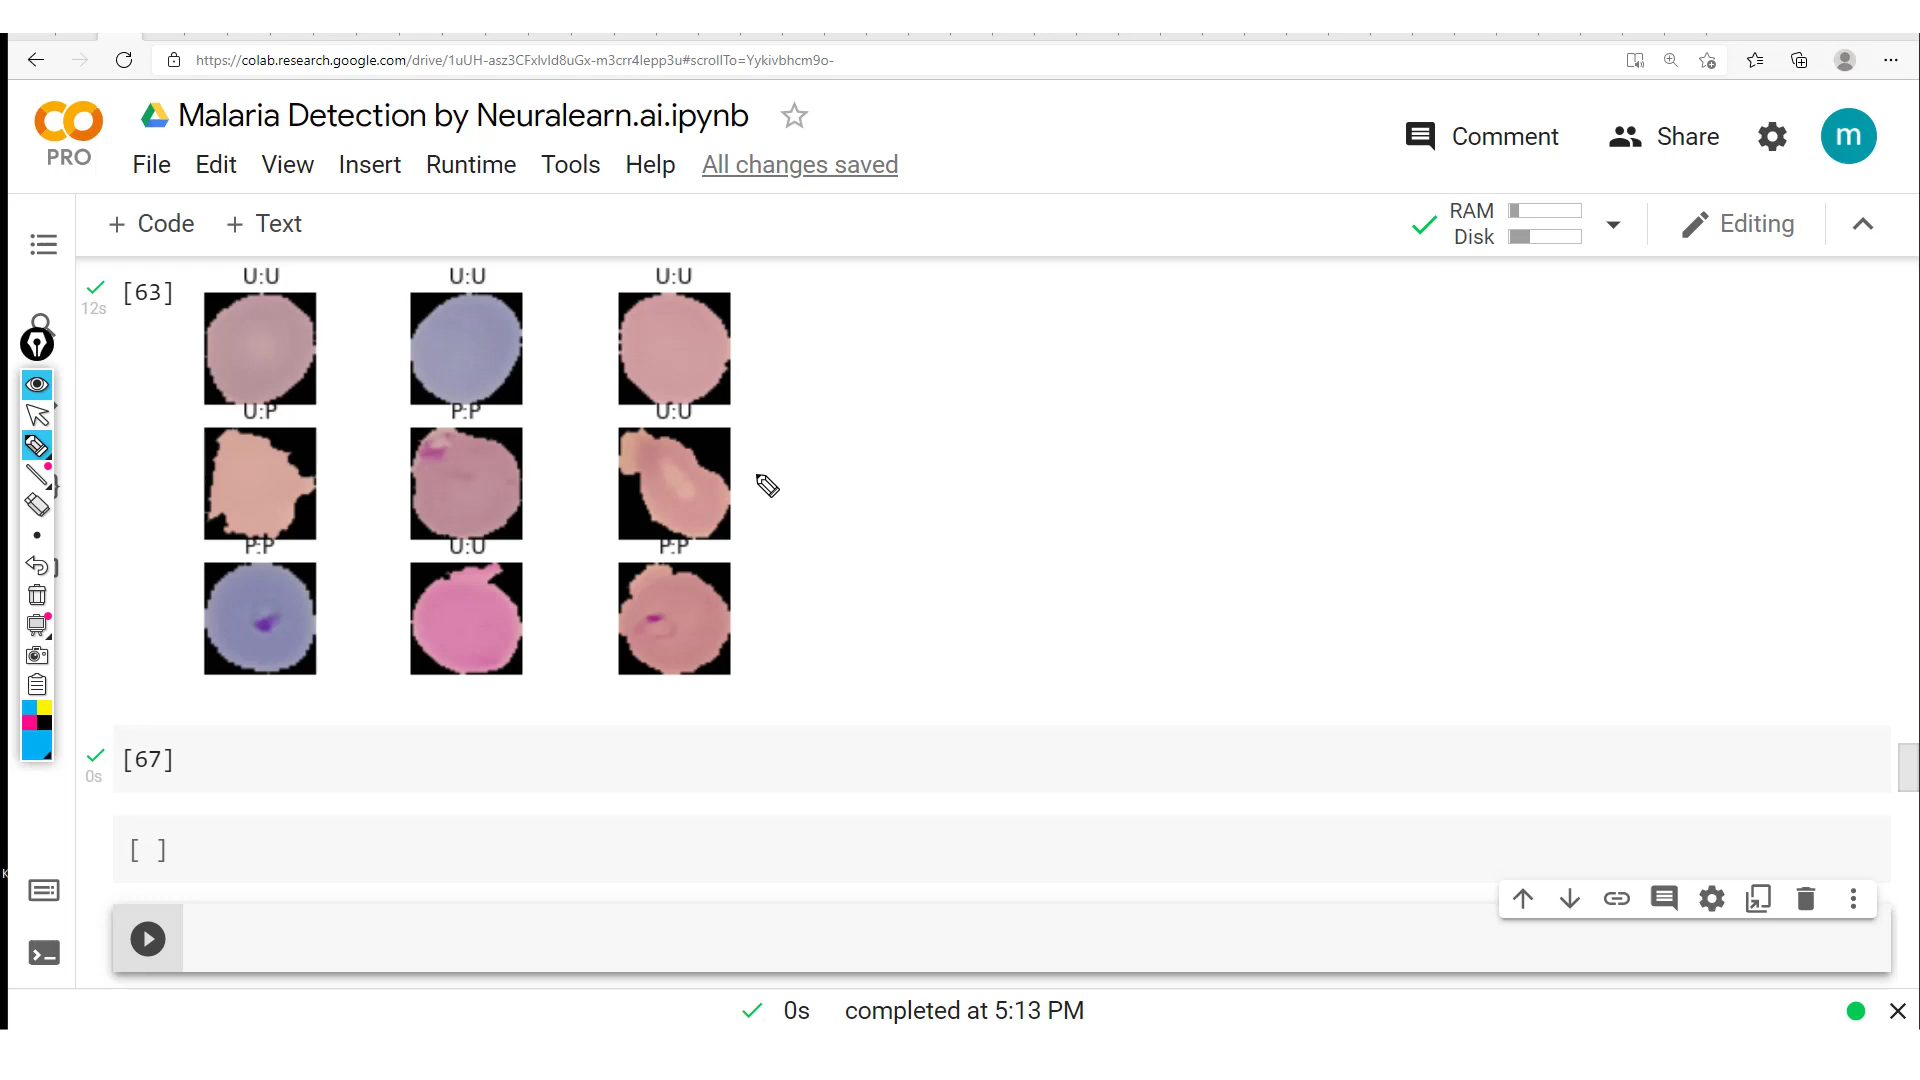 https://colab.research.google.com/drive/1uUH-asz3CFxlvld8uGx-m3crr4lepp3u#scrollTo=Yykivbhcm9o-
CO
PRO
Malaria Detection by Neuralearn.ai.ipynb
File Edit View Insert Runtime Tools Help All changes saved
Comment Share m
+ Code + Text
RAM
Disk
Editing
[63]
12s
U:U U:U U:U
U:P P:P U:U
P:P U:U P:P
[67]
0s
[ ]
0s completed at 5:13 PM